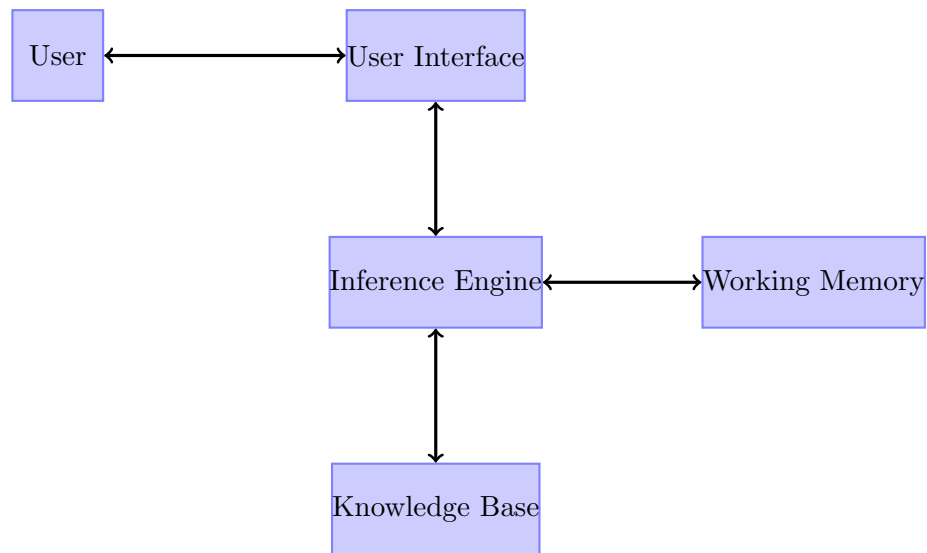 User
User Interface
Inference Engine
Working Memory
Knowledge Base